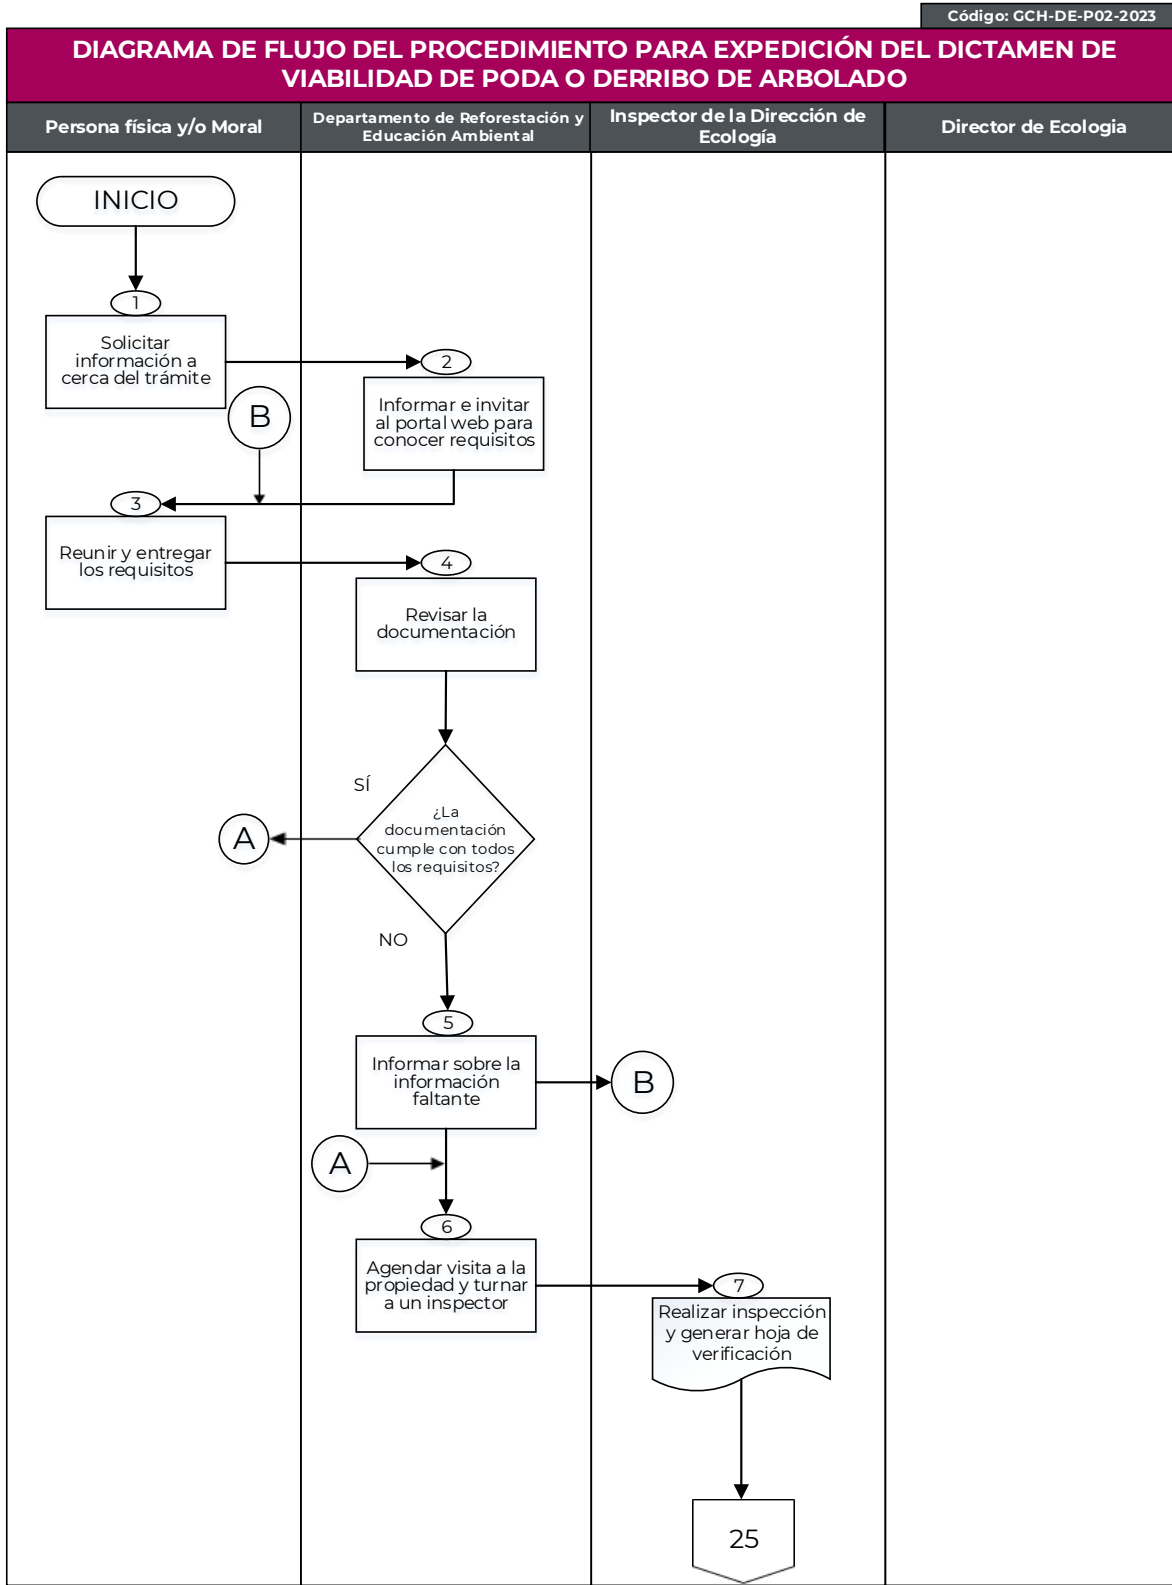 Código: GCH-DE-P02-2023
DIAGRAMA DE FLUJO DEL PROCEDIMIENTO PARA EXPEDICIÓN DEL DICTAMEN DE
VIABILIDAD DE PODA O DERRIBO DE ARBOLADO
Persona física y/o Moral
Departamento de Reforestación y
Educación Ambiental
Inspector de la Dirección de
Ecología
Director de Ecologia
INICIO
1
Solicitar
información a
cerca del trámite
2
Informar e invitar
al portal web para
conocer requisitos
B
3
Reunir y entregar
los requisitos
4
Revisar la
documentación
SÍ
¿La
documentación
cumple con todos
los requisitos?
A
NO
5
Informar sobre la
información
faltante
B
A
6
Agendar visita a la
propiedad y turnar
a un inspector
7
Realizar inspección
y generar hoja de
verificación
25